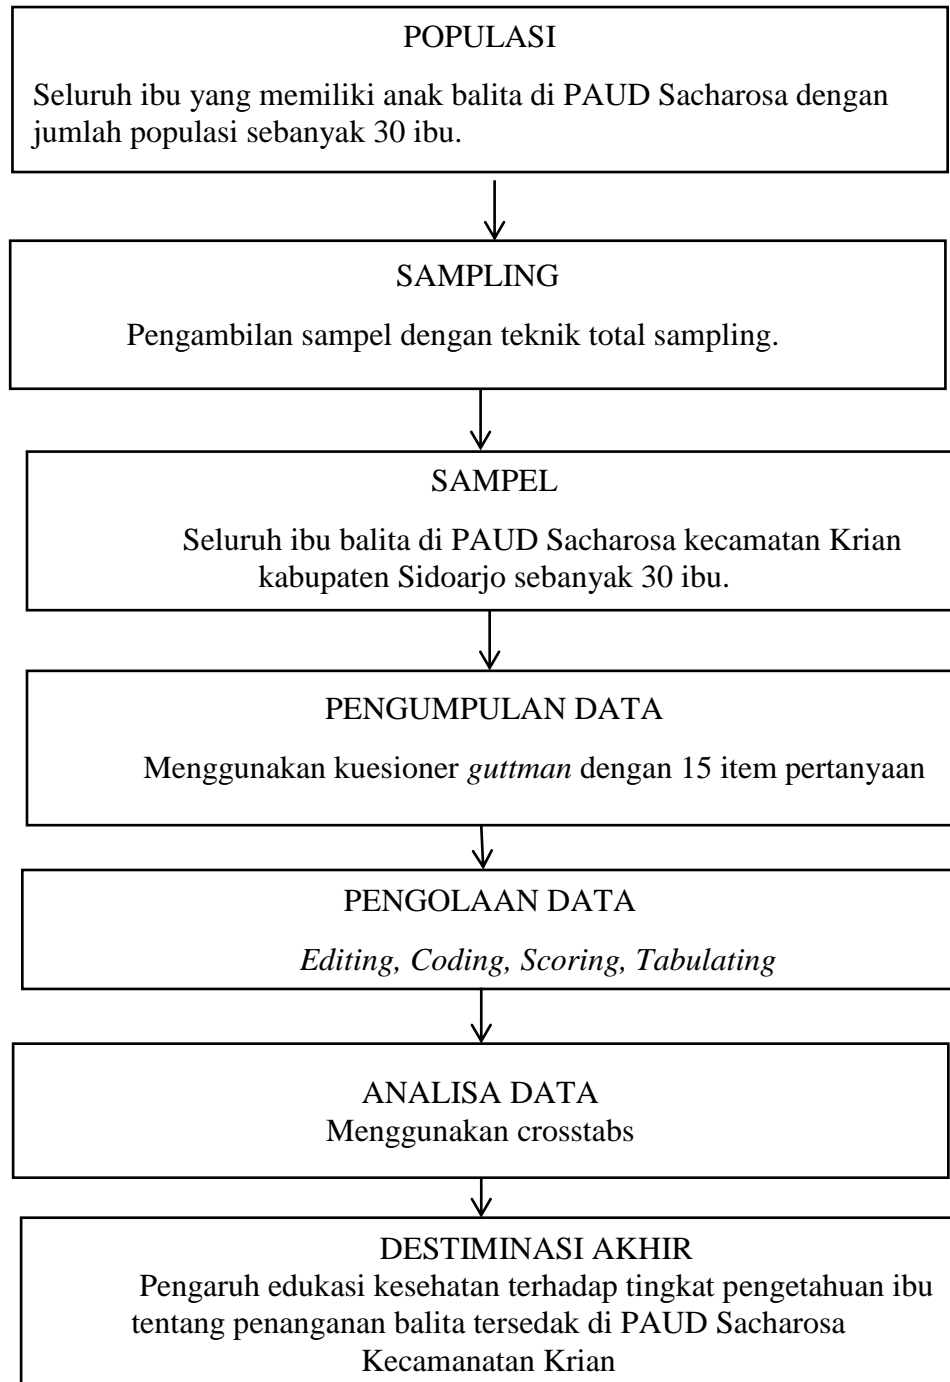 POPULASI
Seluruh ibu yang memiliki anak balita di PAUD Sacharosa dengan
jumlah populasi sebanyak 30 ibu.
SAMPLING
Pengambilan sampel dengan teknik total sampling.
SAMPEL
Seluruh ibu balita di PAUD Sacharosa kecamatan Krian
kabupaten Sidoarjo sebanyak 30 ibu.
PENGUMPULAN DATA
Menggunakan kuesioner guttman dengan 15 item pertanyaan
PENGOLAAN DATA
Editing, Coding, Scoring, Tabulating
ANALISA DATA
Menggunakan crosstabs
DESTIMINASI AKHIR
Pengaruh edukasi kesehatan terhadap tingkat pengetahuan ibu
tentang penanganan balita tersedak di PAUD Sacharosa
Kecamanatan Krian